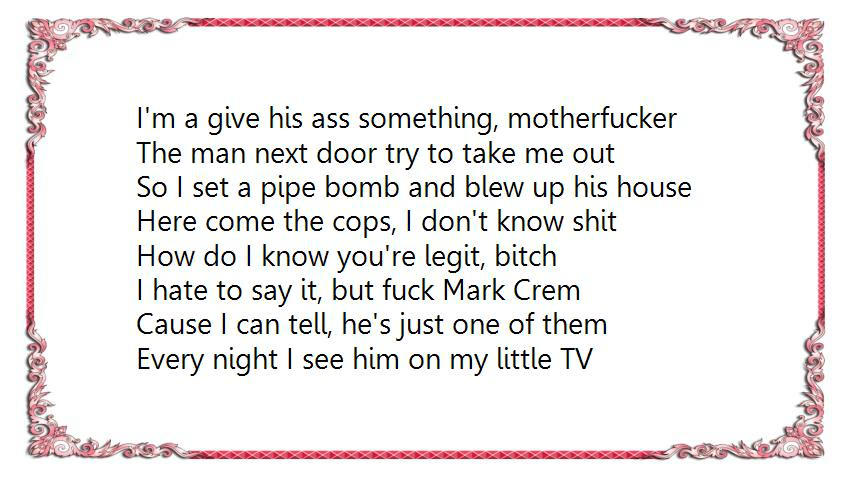 I'm a give his ass something, motherfucker
The man next door try to take me out
So I set a pipe bomb and blew up his house
Here come the cops, I don't know shit
How do I know you're legit, bitch
I hate to say it, but fuck Mark Crem
Cause I can tell, he's just one of them
Every night I see him on my little TV